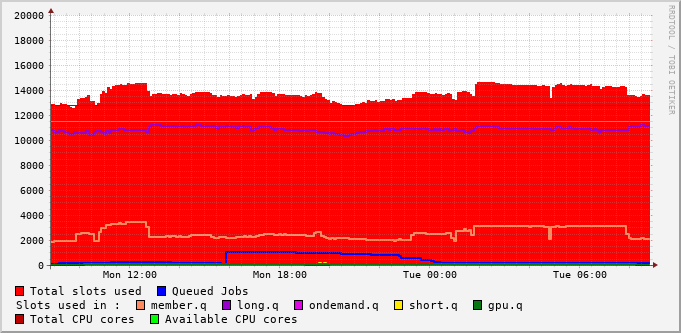 20000
18000
16000
14000
12000
10000
8000
6000
4000
2000
0
Mon 12:00 Mon 18:00 Tue 00:00 Tue 06:00
RRDTOOL / TOBI OETIKER
Total slots used Queued Jobs
Slots used in : member.q long.q ondemand.q short.q gpu.q
Total CPU cores Available CPU cores